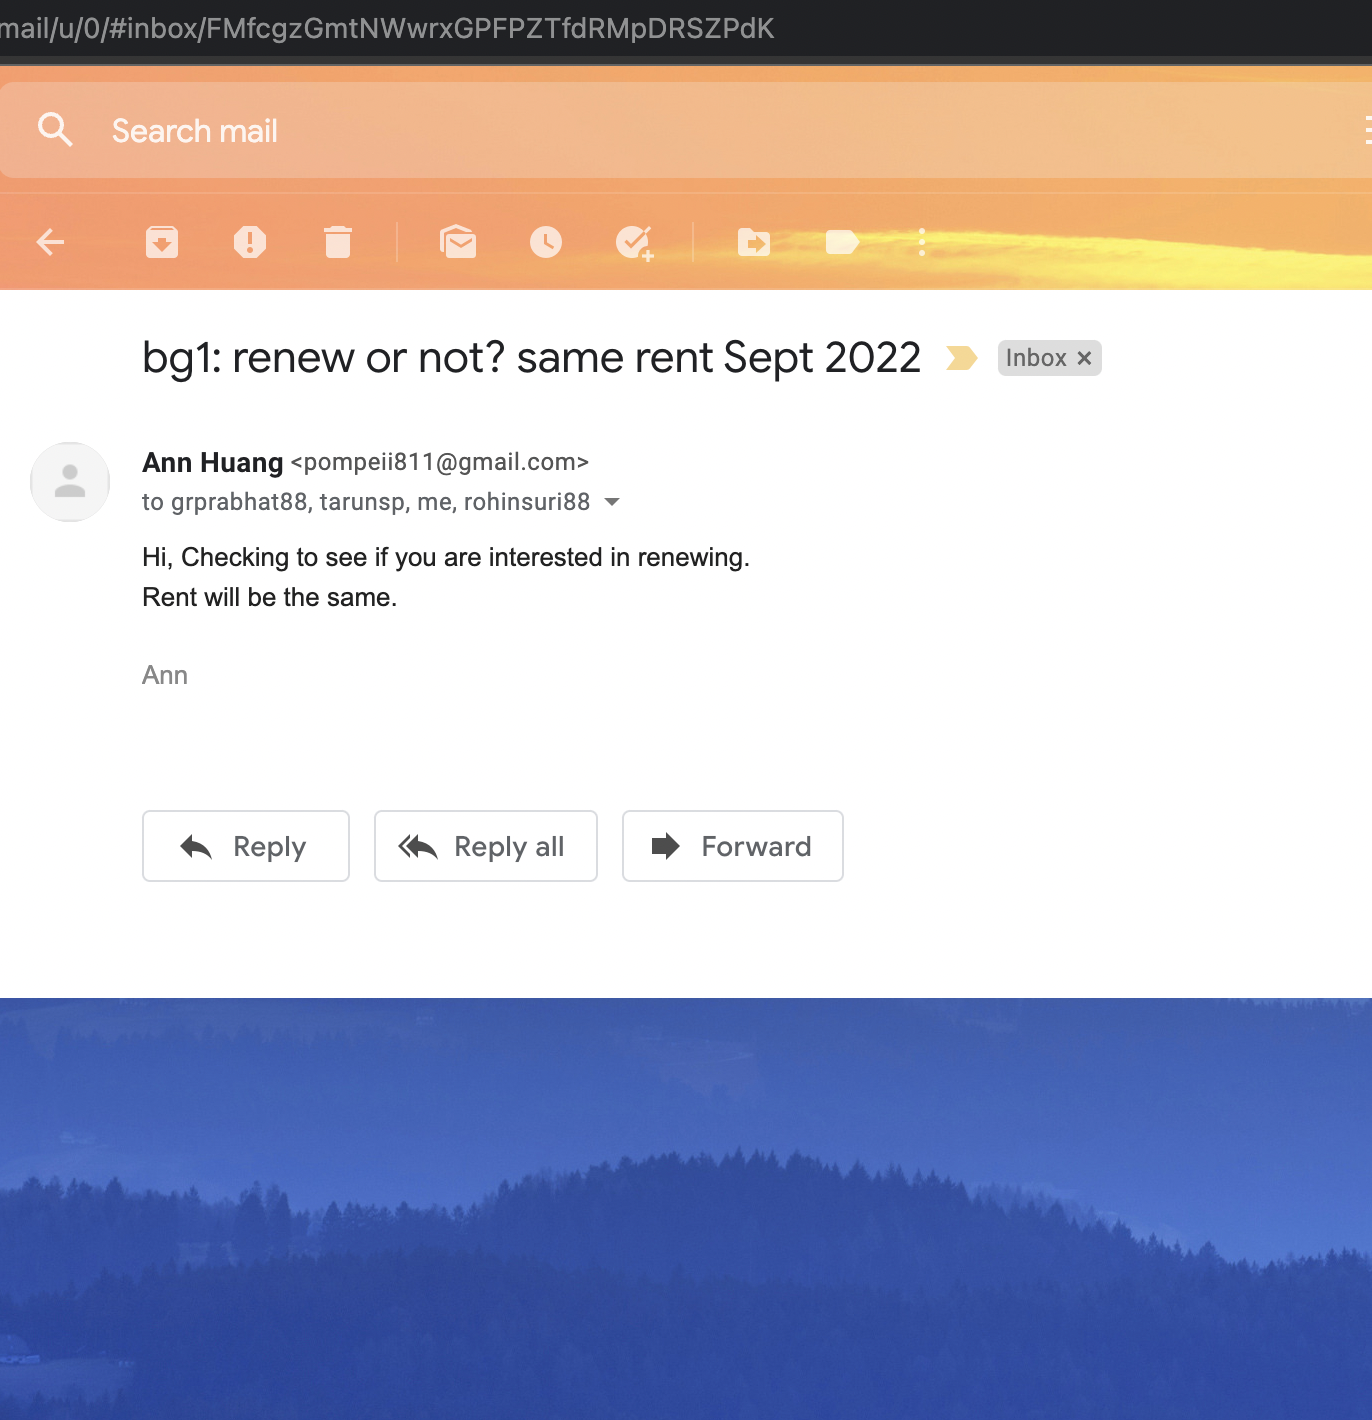 mail/u/0/#inbox/FMfcgzGmtNWwrxGPFPZTfdRMpDRSZPdK
Search mail
bg1: renew or not? same rent Sept 2022 Inbox ×
Ann Huang <pompeii811@gmail.com>
to grprabhat88, tarunsp, me, rohinsuri88
Hi, Checking to see if you are interested in renewing.
Rent will be the same.
Ann
Reply Reply all Forward